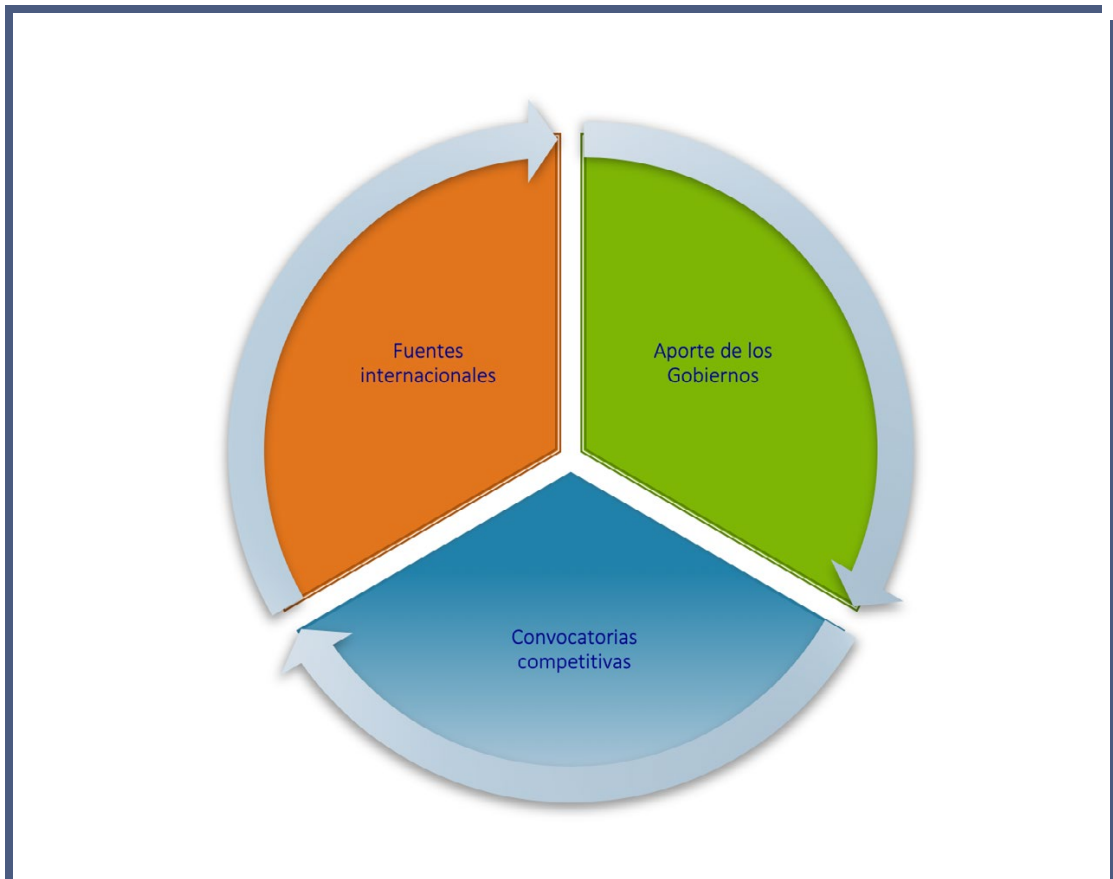 Fuentes
internacionales
Aporte de los
Gobiernos
Convocatorias
competitivas